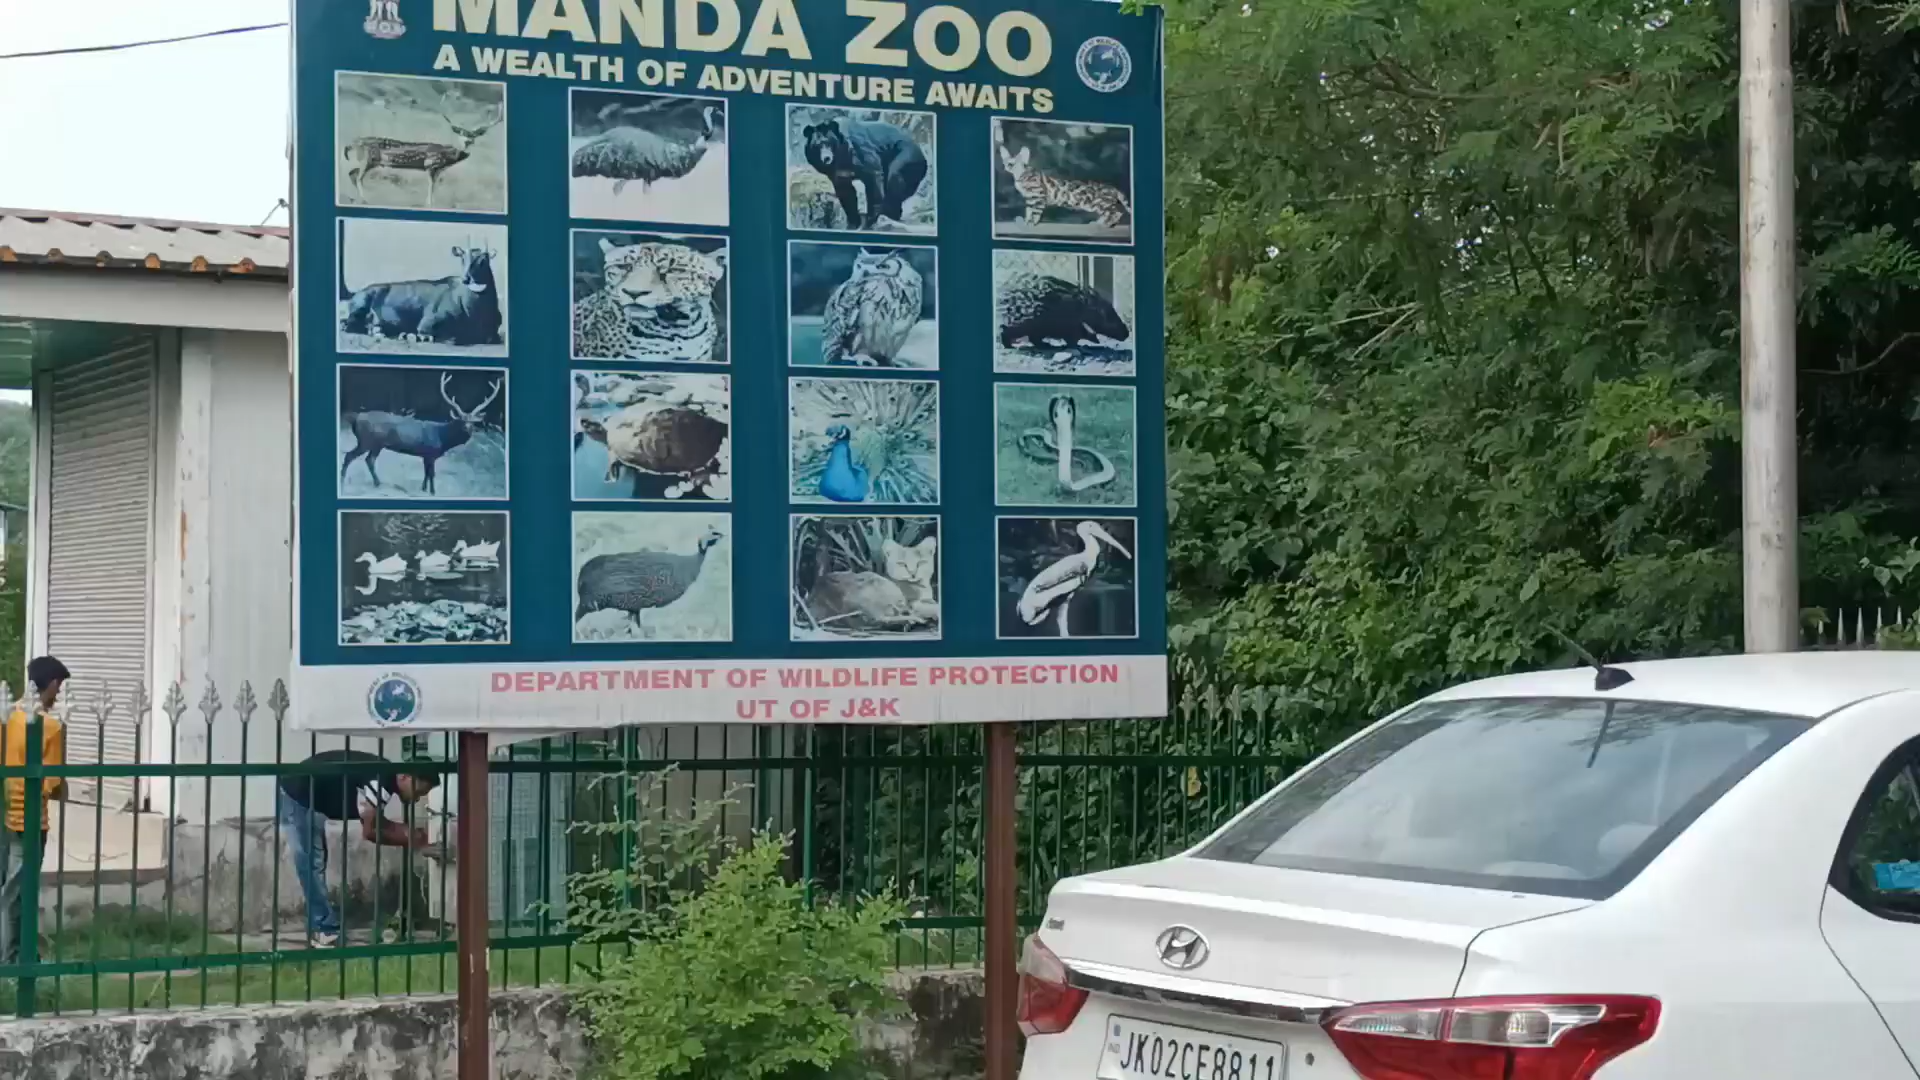 MANDA ZOO
A WEALTH OF ADVENTURE AWAITS
DEPARTMENT OF WILDLIFE PROTECTION
UT OF J&K
JK02CE8811